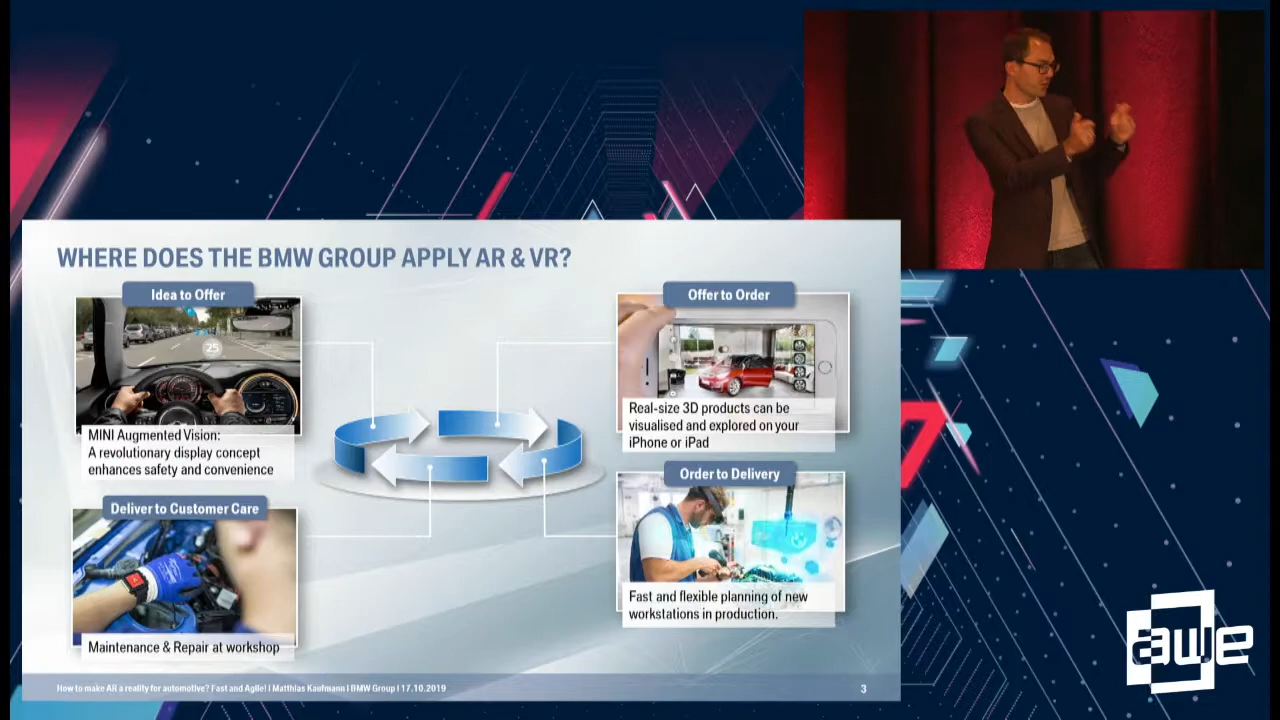 WHERE DOES THE BMW GROUP APPLY AR & VR?
Idea to Offer
25
MINI Augmented Vision:
A revolutionary display concept
enhances safety and convenience
Offer to Order
Real-size 3D products can be
visualised and explored on your
iPhone or iPad
Deliver to Customer Care
Maintenance & Repair at workshop
Order to Delivery
Fast and flexible planning of new
workstations in production.
How to make AR a reality for automotive? Fast and Agile! I Matthias Kaufmann I BMW Group I 17.10.2019
3
awe